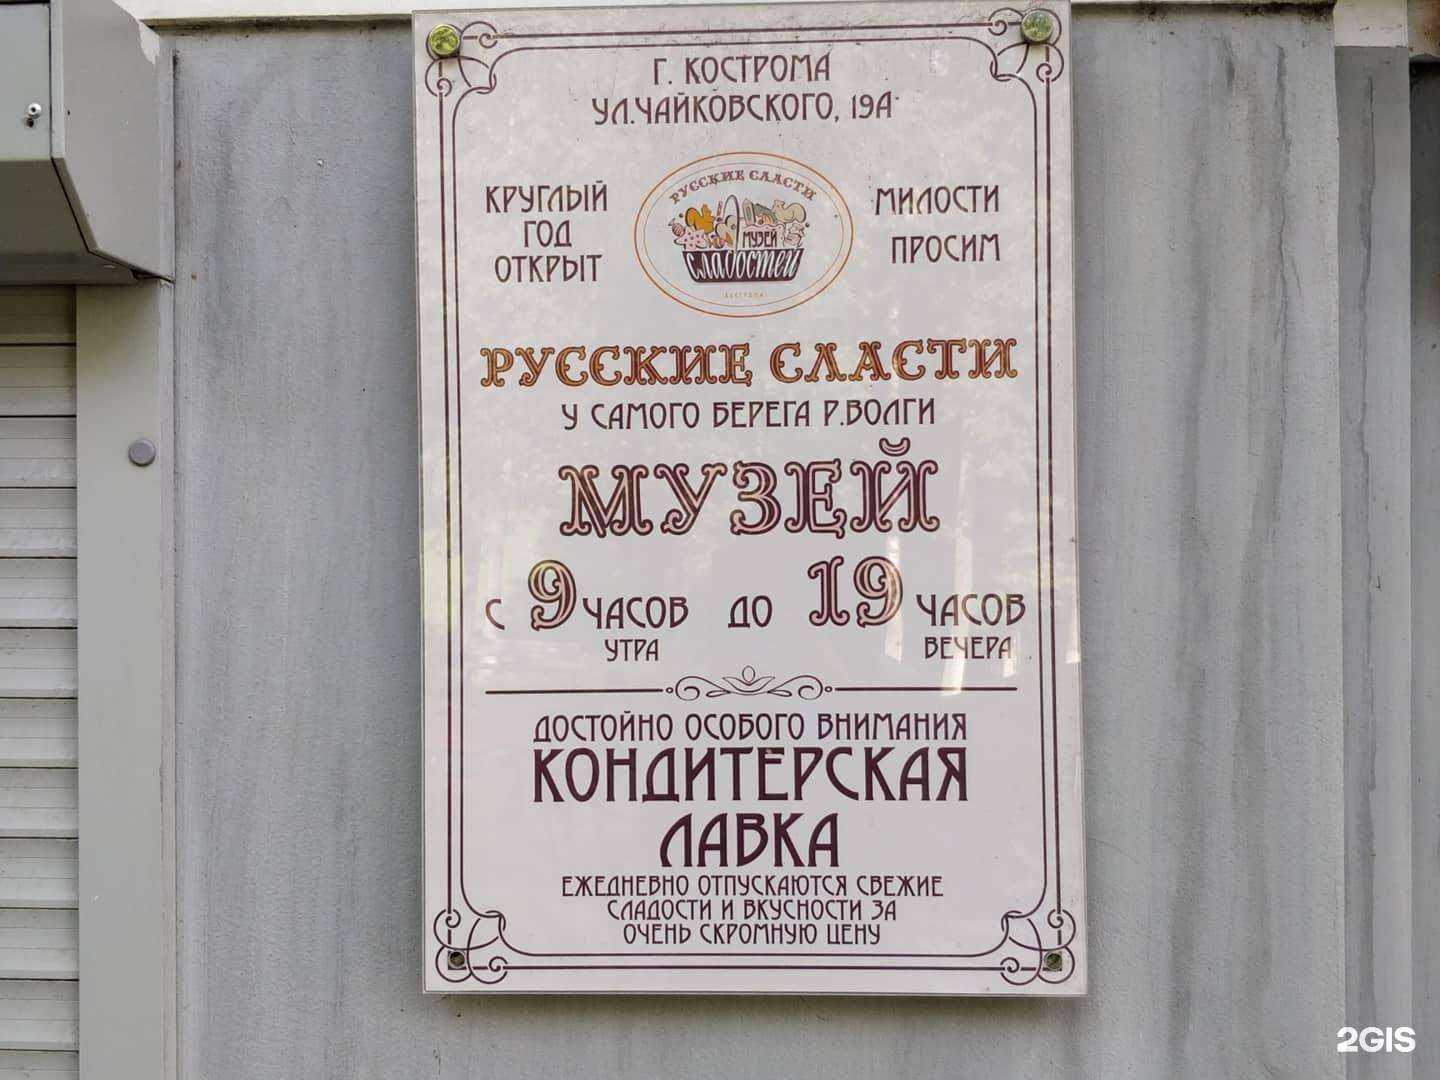 Г. КОСТРОМА
УЛ.ЧАЙКОВСКОГО, 19А
КРУГЛЫЙ
ГОД
ОТКРЫТ
РУССКИЕ СЛАСТИ
МУЗЕЙ
сладостей
КОСТРОМА
МИЛОСТИ
ПРОСИМ
РУССКИЕ СЛАСТИ
У САМОГО БЕРЕГА Р.ВОЛГИ
МУЗЕЙ
С 9 ЧАСОВ ДО 19 ЧАСОВ
УТРА ВЕЧЕРА
ДОСТОЙНО ОСОБОГО ВНИМАНИЯ
КОНДИТЕРСКАЯ
ЛАВКА
ЕЖЕДНЕВНО ОТПУСКАЮТСЯ СВЕЖИЕ
СЛАДОСТИ И ВКУСНОСТИ ЗА
ОЧЕНЬ СКРОМНУЮ ЦЕНУ
2GIS